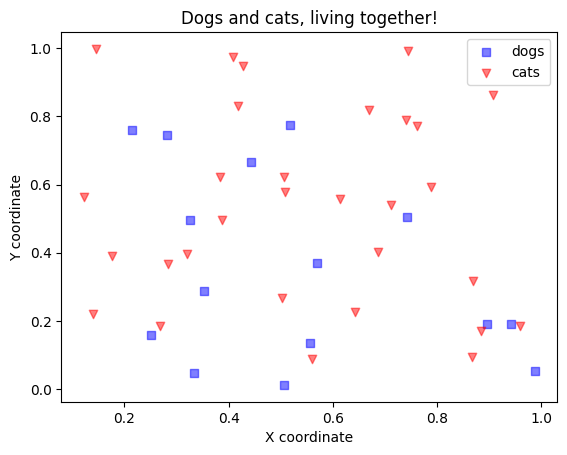 Dogs and cats, living together!
dogs
cats
1.0
0.8
0.6
0.4
0.2
0.0
Y coordinate
0.2 0.4 0.6 0.8 1.0
X coordinate